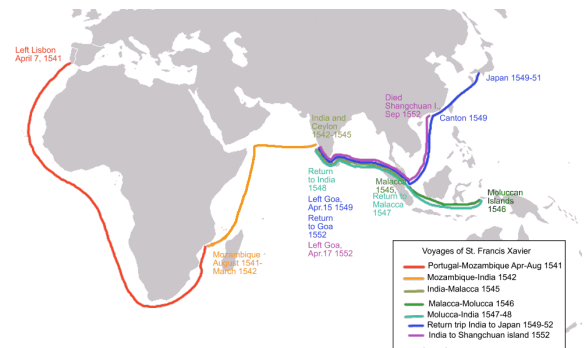 Left Lisbon
April 7, 1541
Japan 1549-51
Died
Shangchuan I.,
Sep 1552
Canton 1549
India and
Ceylon
1542-1545
Return
to India
1548
Malacca
1545
Return to
Malacca
1547
Moluccan
Islands
1546
Left Goa,
Apr.15 1549
Return
to Goa
1552
Left Goa,
Apr.17 1552
Mozambique
August 1541-
March 1542
Voyages of St. Francis Xavier
Portugal-Mozambique Apr-Aug 1541
Mozambique-India 1542
India-Malacca 1545
Malacca-Molucca 1546
Molucca-India 1547-48
Return trip India to Japan 1549-52
India to Shangchuan island 1552